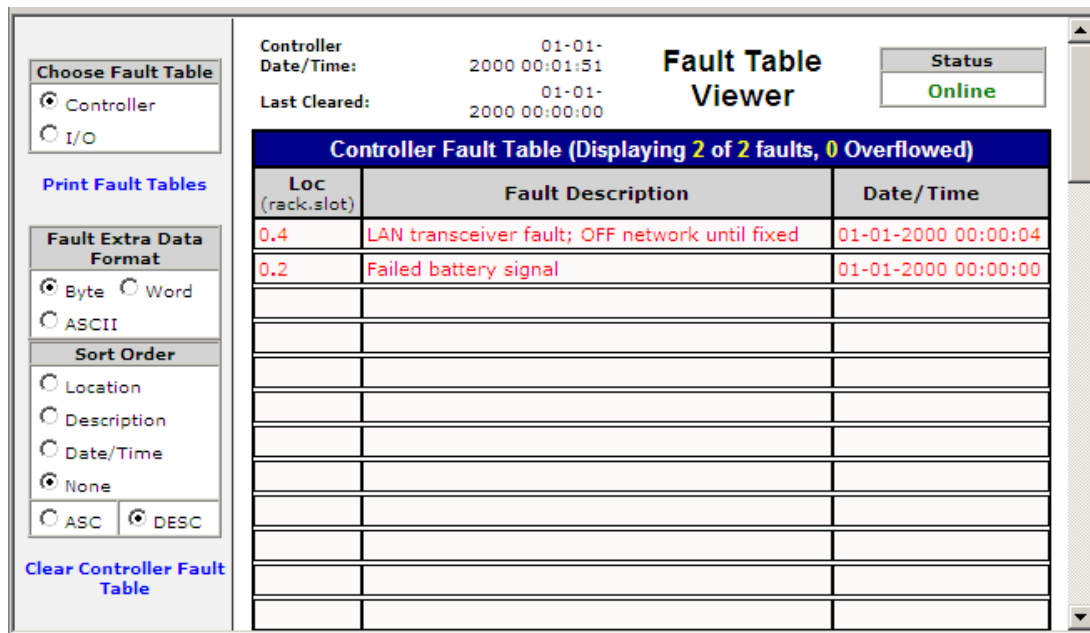 Choose Fault Table
Controller
I/O
Print Fault Tables
Fault Extra Data
Format
Byte Word
ASCII
Sort Order
Location
Description
Date/Time
None
ASC DESC
Clear Controller Fault
Table
Controller
Date/Time:
01-01-
2000 00:01:51
Last Cleared:
01-01-
2000 00:00:00
Fault Table
Viewer
Status
Online
Controller Fault Table (Displaying 2 of 2 faults, 0 Overflowed)
Loc
(rack.slot)
Fault Description
Date/Time
0.4 LAN transceiver fault; OFF network until fixed 01-01-2000 00:00:04
0.2 Failed battery signal 01-01-2000 00:00:00